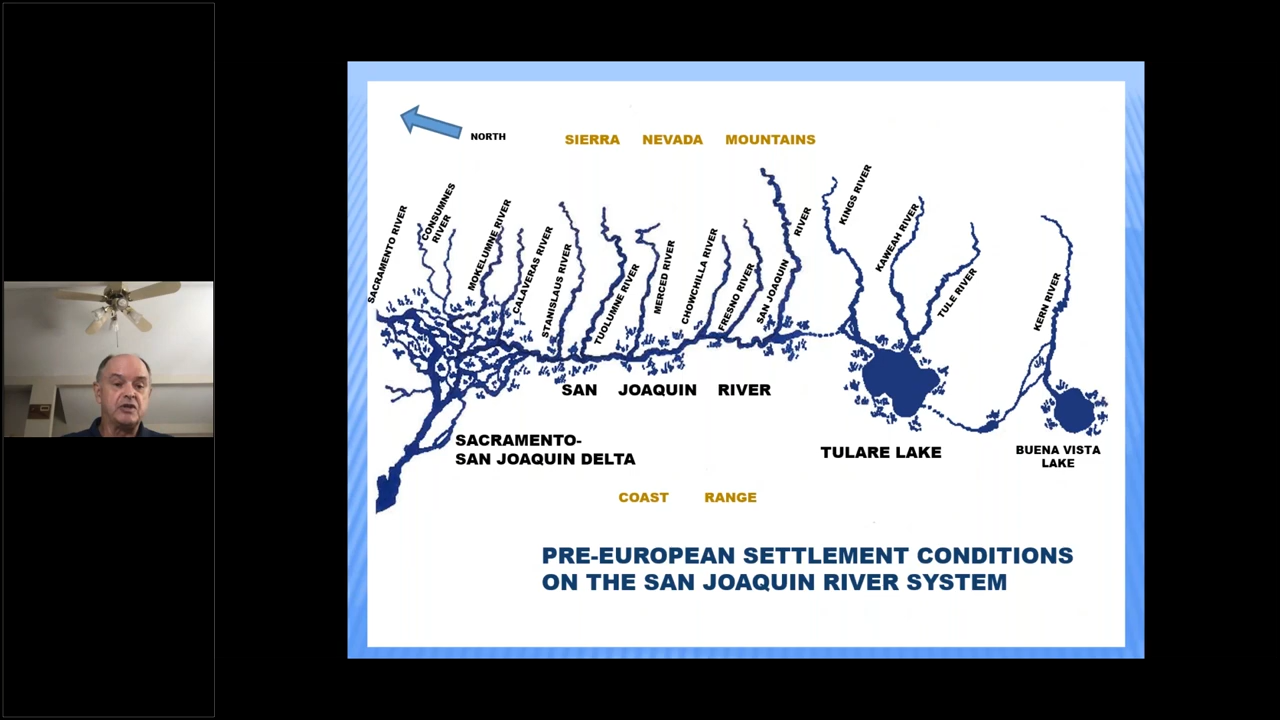 NORTH
SIERRA NEVADA MOUNTAINS
SACRAMENTO RIVER
CONSUMNES
RIVER
MOKELUMNE RIVER
CALAVERAS RIVER
STANISLAUS RIVER
TUOLUMNE RIVER
MERCED RIVER
CHOWCHILLA RIVER
FRESNO RIVER
SAN JOAQUIN RIVER
KINGS RIVER
KAWEAH RIVER
TULE RIVER
KERN RIVER
SAN JOAQUIN RIVER
SACRAMENTO-
SAN JOAQUIN DELTA
TULARE LAKE
BUENA VISTA
LAKE
COAST RANGE
PRE-EUROPEAN SETTLEMENT CONDITIONS
ON THE SAN JOAQUIN RIVER SYSTEM